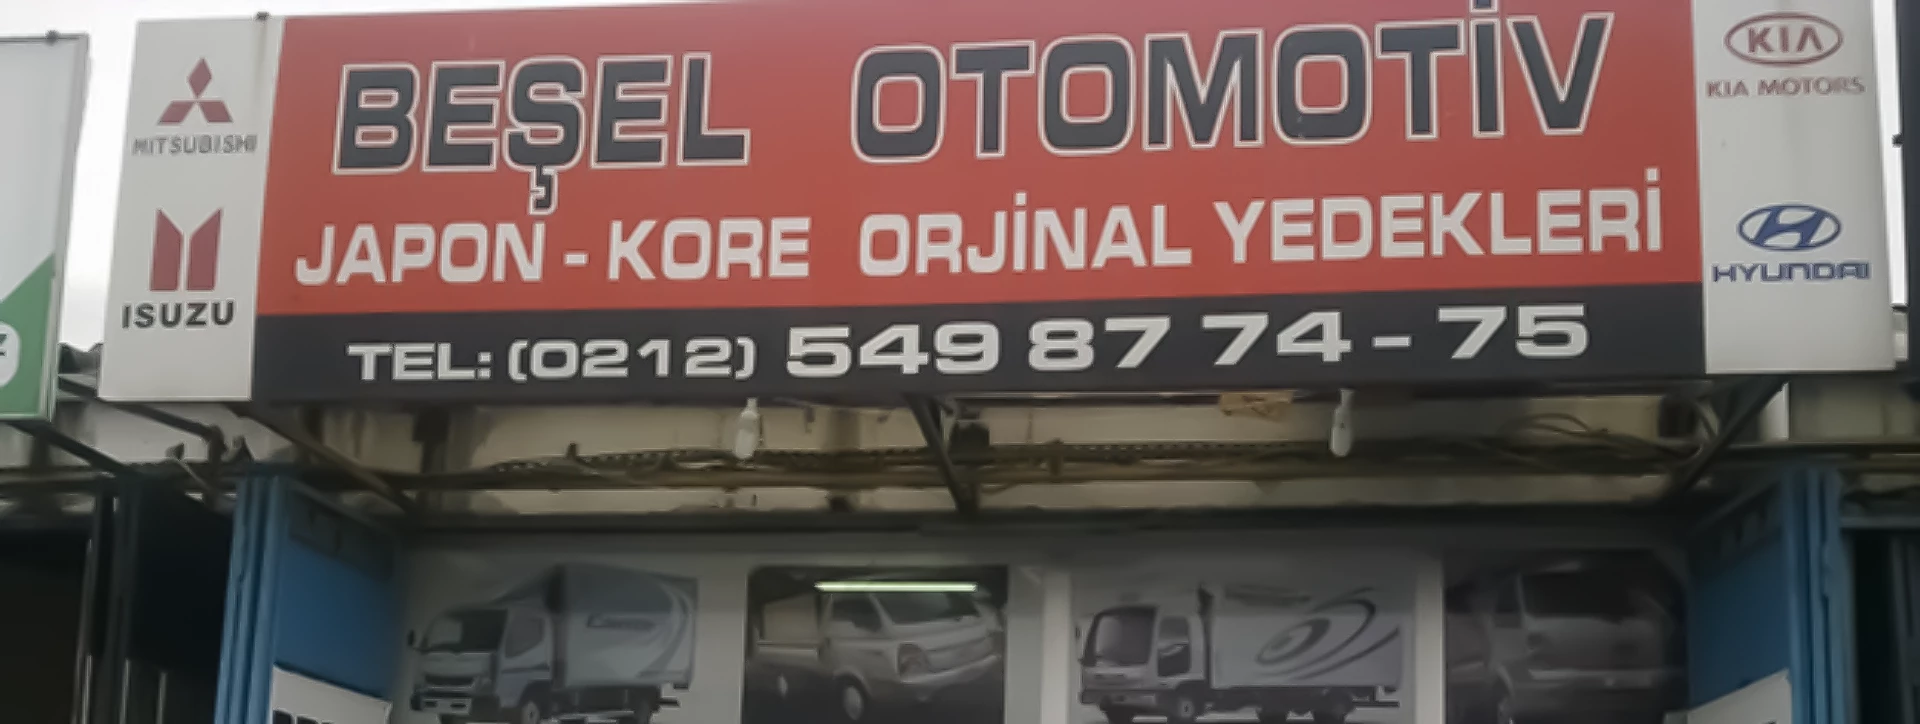 MITSUBISHI
ISUZU
BEŞEL OTOMOTİV
JAPON - KORE ORJİNAL YEDEKLERİ
TEL: (0212) 549 87 74 - 75
KIA
KIA MOTORS
HYUNDAI